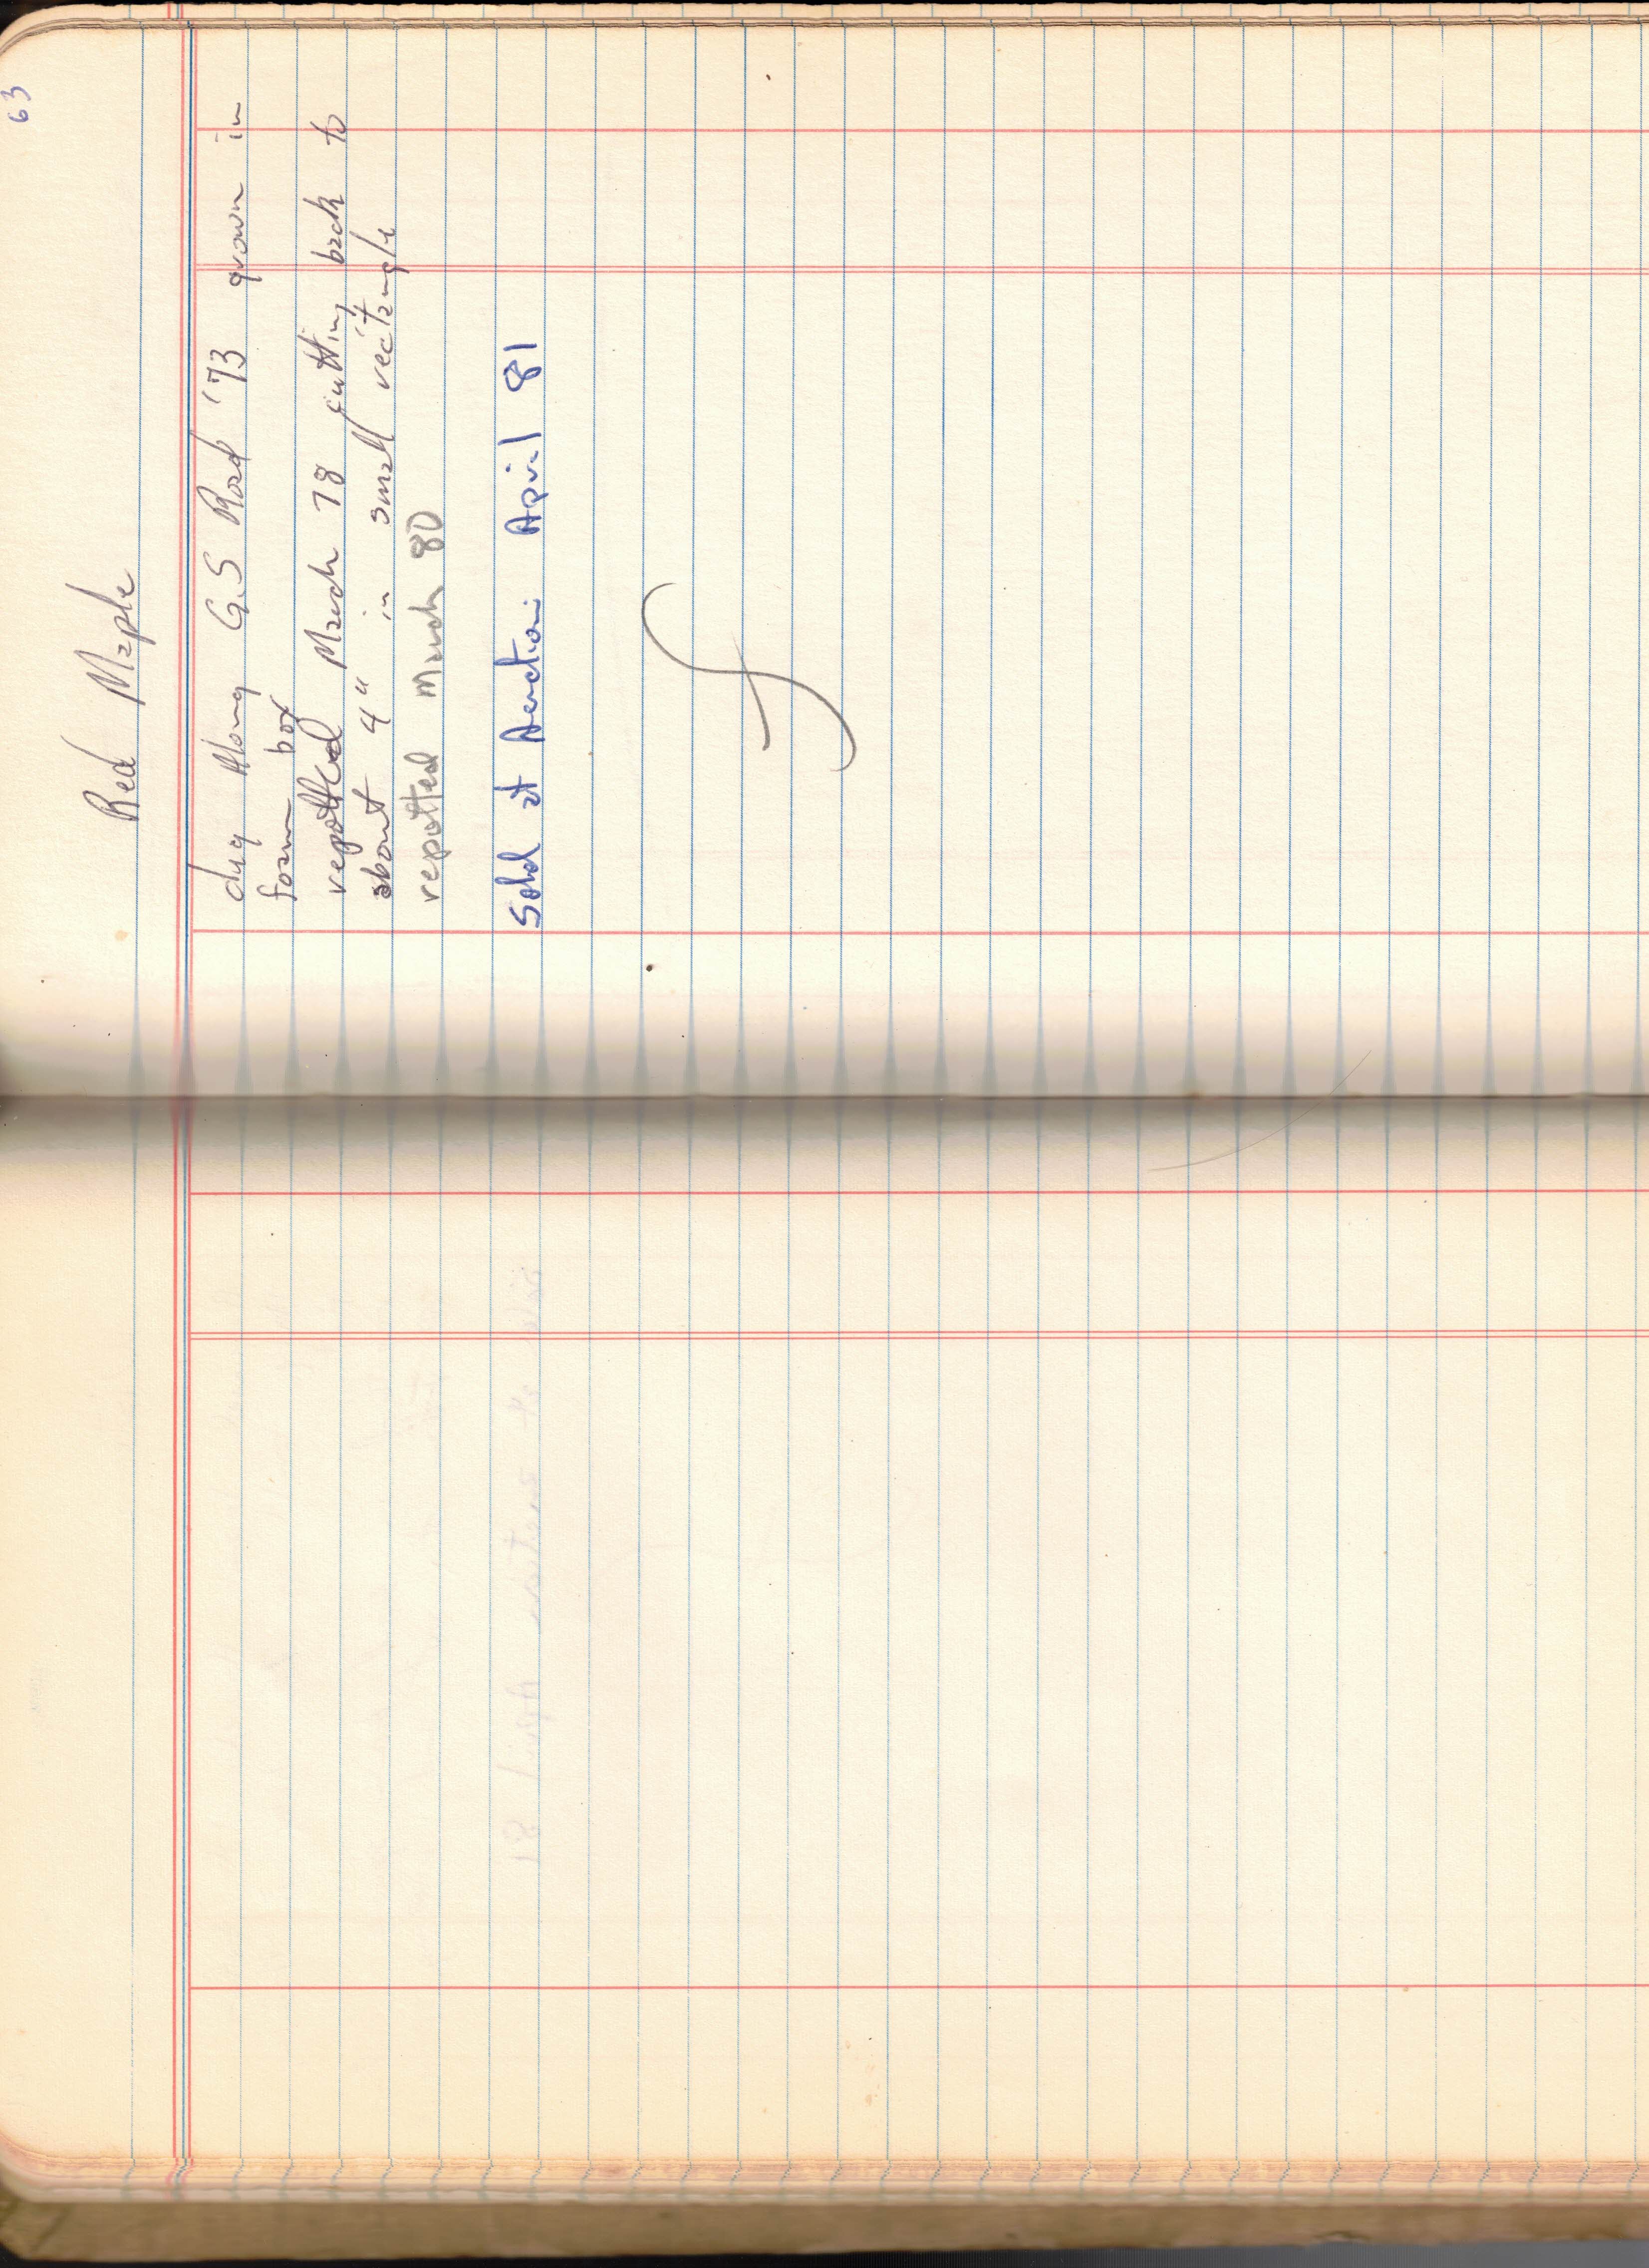 63
Red Maple
dug Along G.S Road '73 grown in
foam box
repotted March 78 cutting back to
about 4" in small rectangle
repotted March 80
Sold at Auction April 81
f